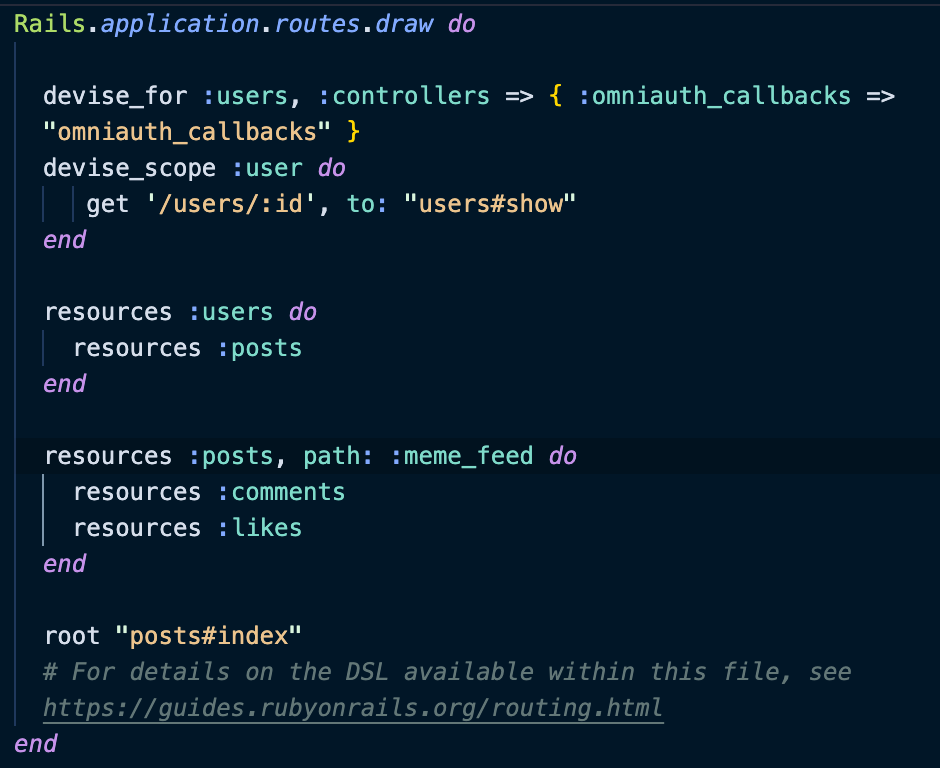 Rails.application.routes.draw do
devise_for :users, :controllers => { :omniauth_callbacks =>
"omniauth_callbacks" }
devise_scope :user do
get '/users/:id', to: "users#show"
end
resources :users do
resources :posts
end
resources :posts, path: :meme_feed do
resources :comments
resources :likes
end
root "posts#index"
# For details on the DSL available within this file, see
https://guides.rubyonrails.org/routing.html
end